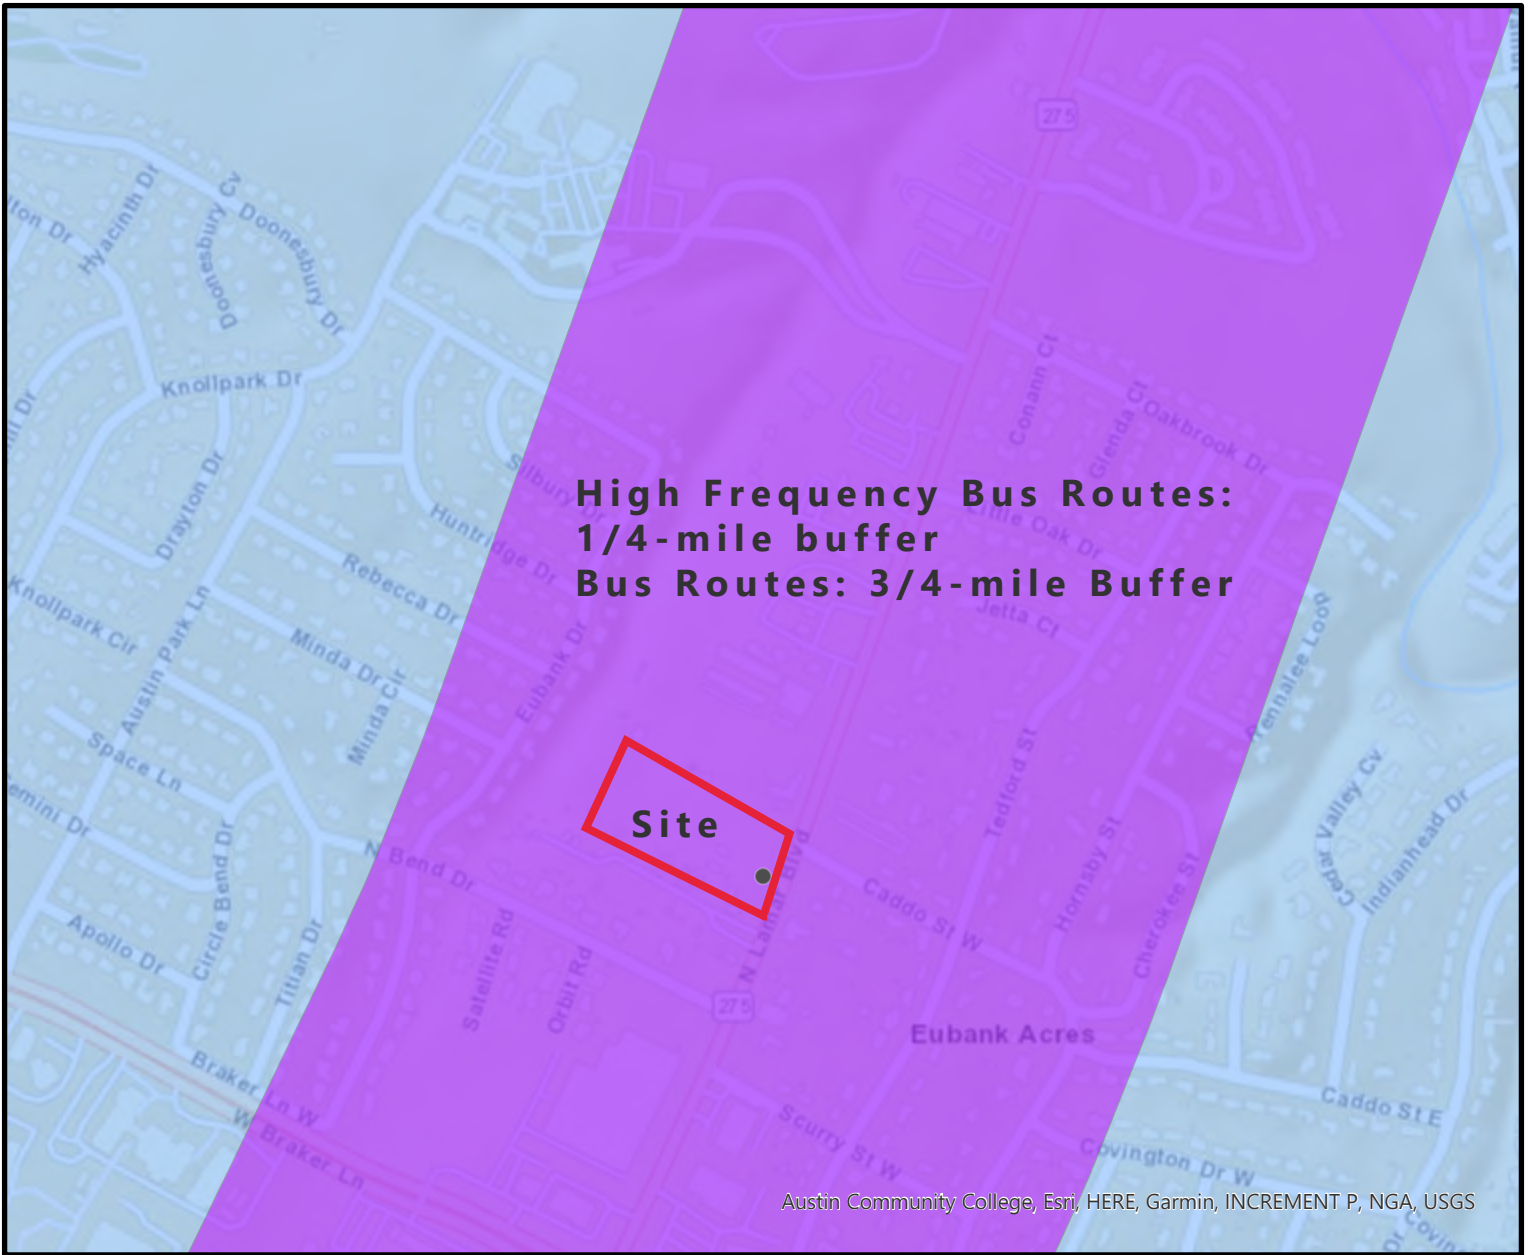 275
Hyacinth Dr
Doonesbury Cv
Doonesbury Dr
Knollpark Dr
Conann Ct
Glenda Ct
Oakbrook Dr
Drayton Dr
Silbury Dr
High Frequency Bus Routes:
1/4-mile buffer
Bus Routes: 3/4-mile Buffer
Huntridge Dr
Little Oak Dr
Rebecca Dr
Knollpark Cir
Jetta Ct
Austin Park Ln
Minda Dr
Minda Cir
Eubank Dr
Space Ln
Tedford St
Site
N Lamar Blvd
Cedar Valley Cv
Indianhead Dr
N Bend Dr
Circle Bend Dr
Caddo St W
Hornsby St
Cherokee St
Apollo Dr
Titian Dr
Satellite Rd
Orbit Rd
275
Eubank Acres
Braker Ln W
W Braker Ln
Scurry St W
Caddo St E
Covington Dr W
Austin Community College, Esri, HERE, Garmin, INCREMENT P, NGA, USGS